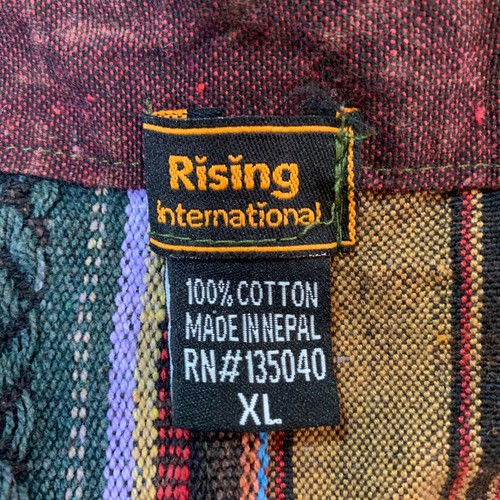 Rising
International
100% COTTON
MADE IN NEPAL
RN#135040
XL